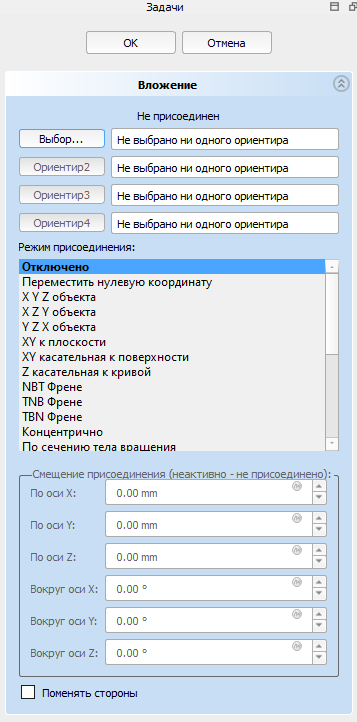 Задачи
OK
Отмена
Вложение
Не присоединен
Выбор...
Не выбрано ни одного ориентира
Ориентир2
Не выбрано ни одного ориентира
Ориентир3
Не выбрано ни одного ориентира
Ориентир4
Не выбрано ни одного ориентира
Режим присоединения:
Отключено
Переместить нулевую координату
X Y Z объекта
X Z Y объекта
Y Z X объекта
XY к плоскости
XY касательная к поверхности
Z касательная к кривой
NBT Френе
TNB Френе
TBN Френе
Концентрично
По сечению тела вращения
Смещение присоединения (неактивно - не присоединено):
По оси X:
0.00 mm
По оси Y:
0.00 mm
По оси Z:
0.00 mm
Вокруг оси X:
0.00 °
Вокруг оси Y:
0.00 °
Вокруг оси Z:
0.00 °
Поменять стороны